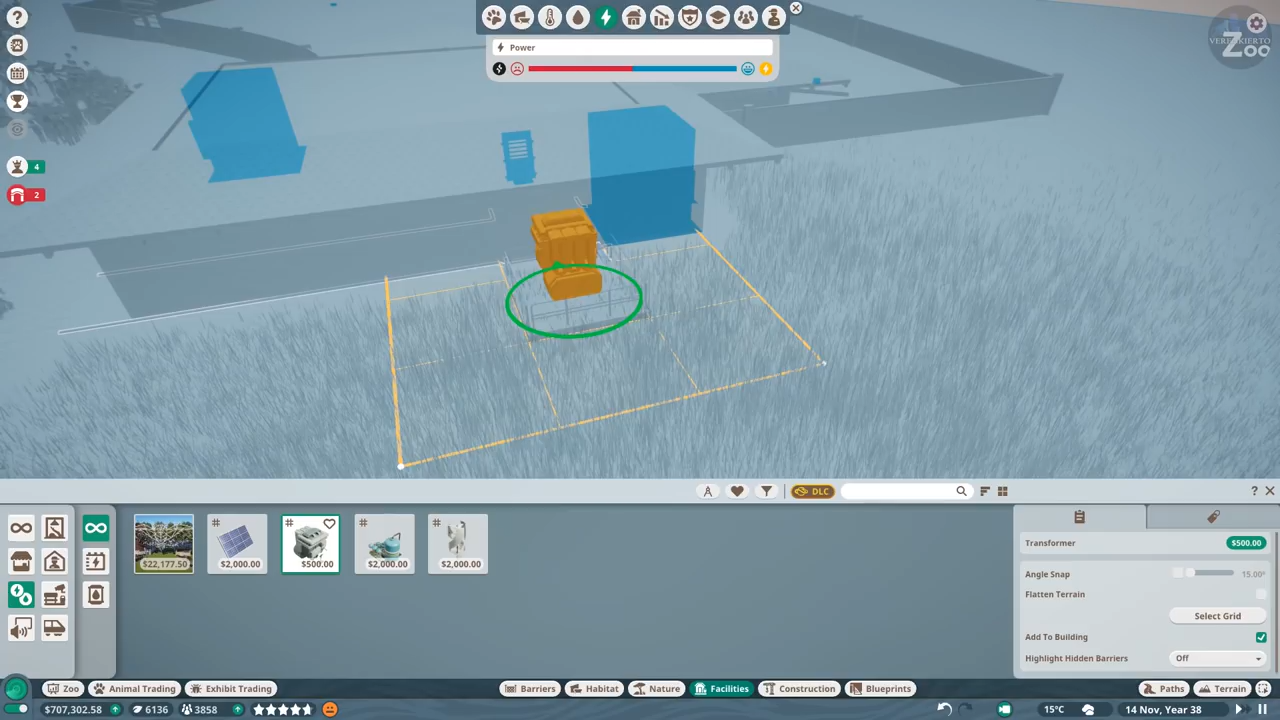 Power
VERE KIERTO
Zoo
4
2
DLC
$22,177.50
$2,000.00
$500.00
$2,000.00
$2,000.00
Transformer
$500.00
Angle Snap
15.00°
Flatten Terrain
Select Grid
Add To Building
Highlight Hidden Barriers
Off
Zoo
Animal Trading
Exhibit Trading
Barriers
Habitat
Nature
Facilities
Construction
Blueprints
Paths
Terrain
$707,302.58
6136
3858
15°C
14 Nov, Year 38